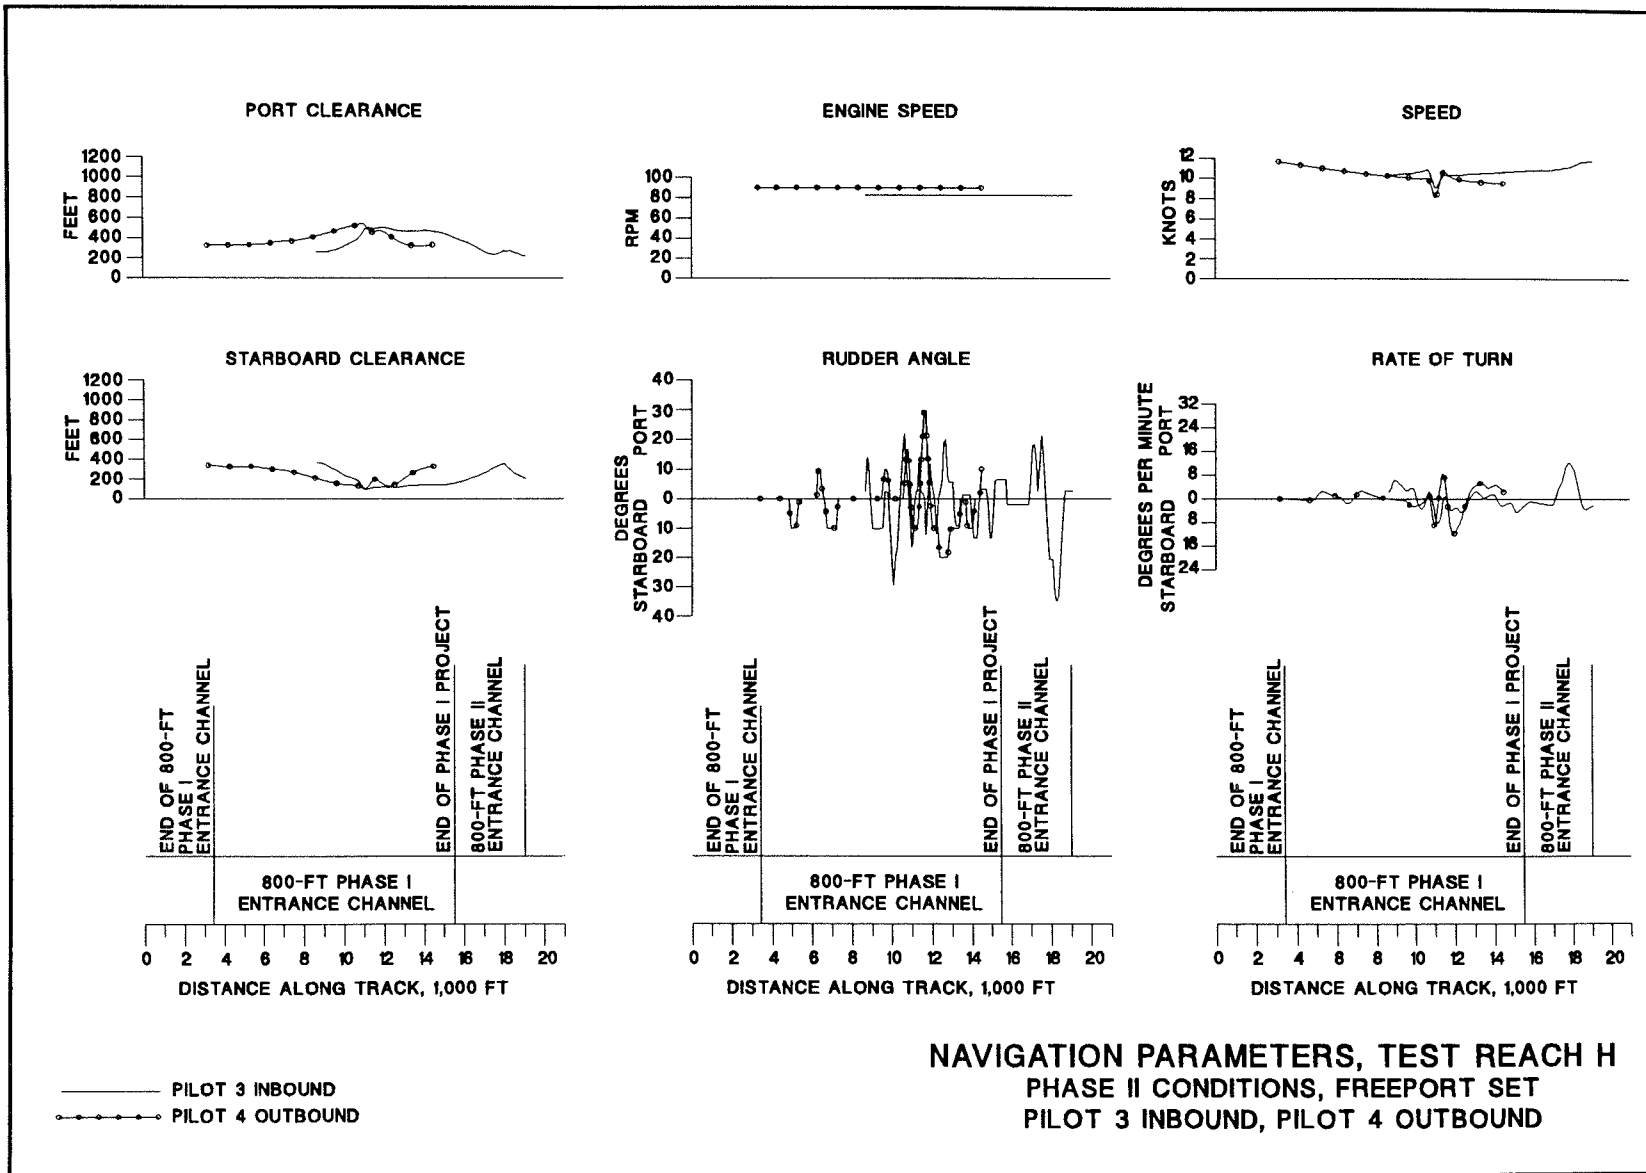 PORT CLEARANCE
FEET
1200
1000
800
600
400
200
0
ENGINE SPEED
RPM
100
80
60
40
20
0
SPEED
KNOTS
12
10
8
6
4
2
0
STARBOARD CLEARANCE
FEET
1200
1000
800
600
400
200
0
RUDDER ANGLE
DEGREES
STARBOARD PORT
40
30
20
10
0
10
20
30
40
RATE OF TURN
DEGREES PER MINUTE
STARBOARD PORT
32
24
16
8
0
8
16
24
END OF 800-FT
PHASE I
ENTRANCE CHANNEL
END OF PHASE I PROJECT
800-FT PHASE II
ENTRANCE CHANNEL
800-FT PHASE I
ENTRANCE CHANNEL
0 2 4 6 8 10 12 14 16 18 20
DISTANCE ALONG TRACK, 1,000 FT
END OF 800-FT
PHASE I
ENTRANCE CHANNEL
END OF PHASE I PROJECT
800-FT PHASE II
ENTRANCE CHANNEL
800-FT PHASE I
ENTRANCE CHANNEL
0 2 4 6 8 10 12 14 16 18 20
DISTANCE ALONG TRACK, 1,000 FT
END OF 800-FT
PHASE I
ENTRANCE CHANNEL
END OF PHASE I PROJECT
800-FT PHASE II
ENTRANCE CHANNEL
800-FT PHASE I
ENTRANCE CHANNEL
0 2 4 6 8 10 12 14 16 18 20
DISTANCE ALONG TRACK, 1,000 FT
PILOT 3 INBOUND
PILOT 4 OUTBOUND
NAVIGATION PARAMETERS, TEST REACH H
PHASE II CONDITIONS, FREEPORT SET
PILOT 3 INBOUND, PILOT 4 OUTBOUND